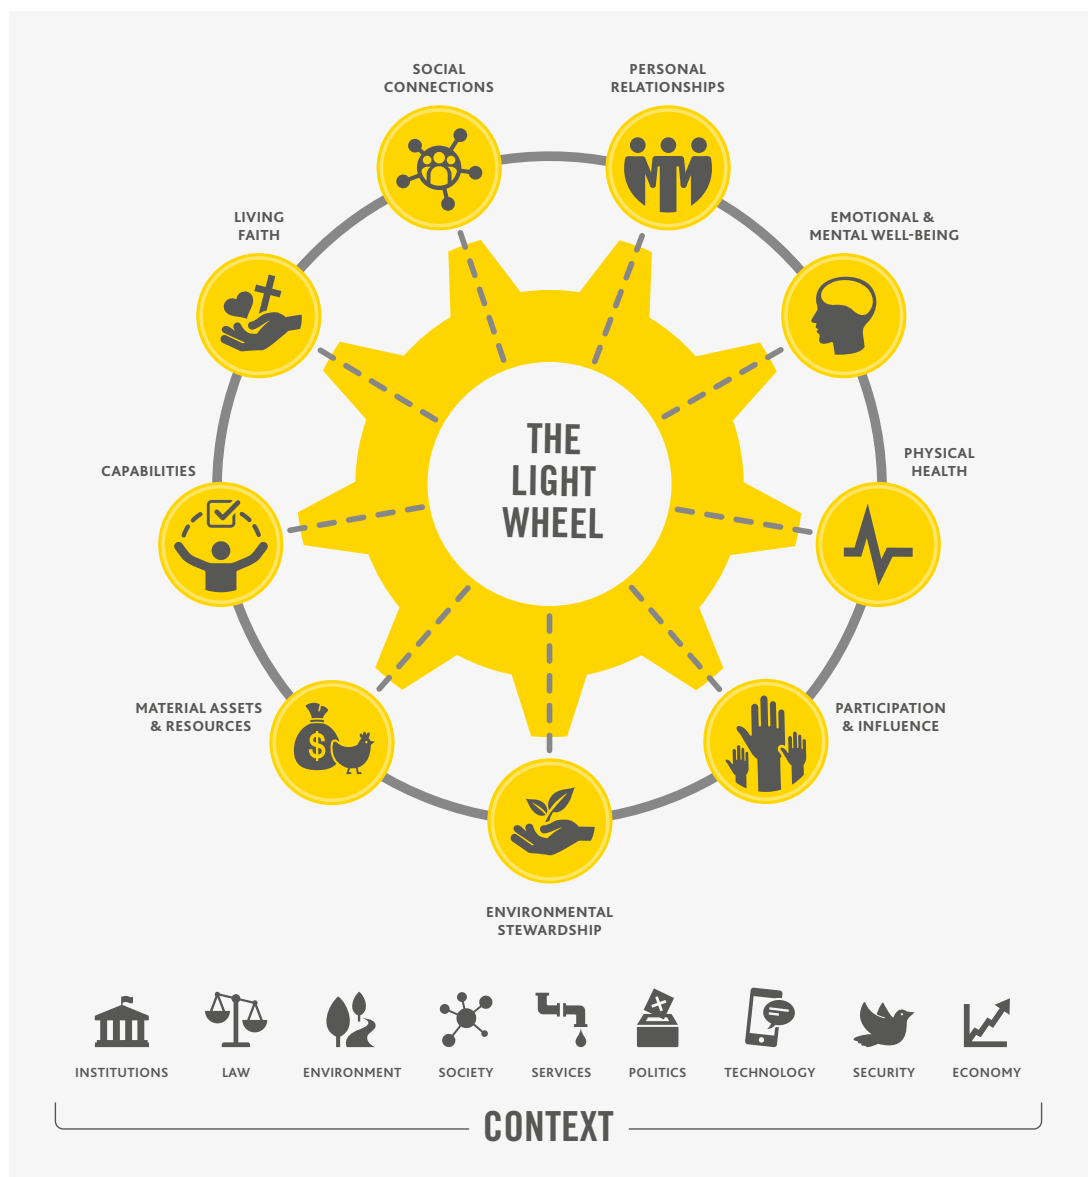 SOCIAL
CONNECTIONS
PERSONAL
RELATIONSHIPS
LIVING
FAITH
EMOTIONAL &
MENTAL WELL-BEING
THE
LIGHT
WHEEL
CAPABILITIES
PHYSICAL
HEALTH
MATERIAL ASSETS
& RESOURCES
$
PARTICIPATION
& INFLUENCE
ENVIRONMENTAL
STEWARDSHIP
INSTITUTIONS
LAW
ENVIRONMENT
SOCIETY
SERVICES
POLITICS
TECHNOLOGY
SECURITY
ECONOMY
CONTEXT